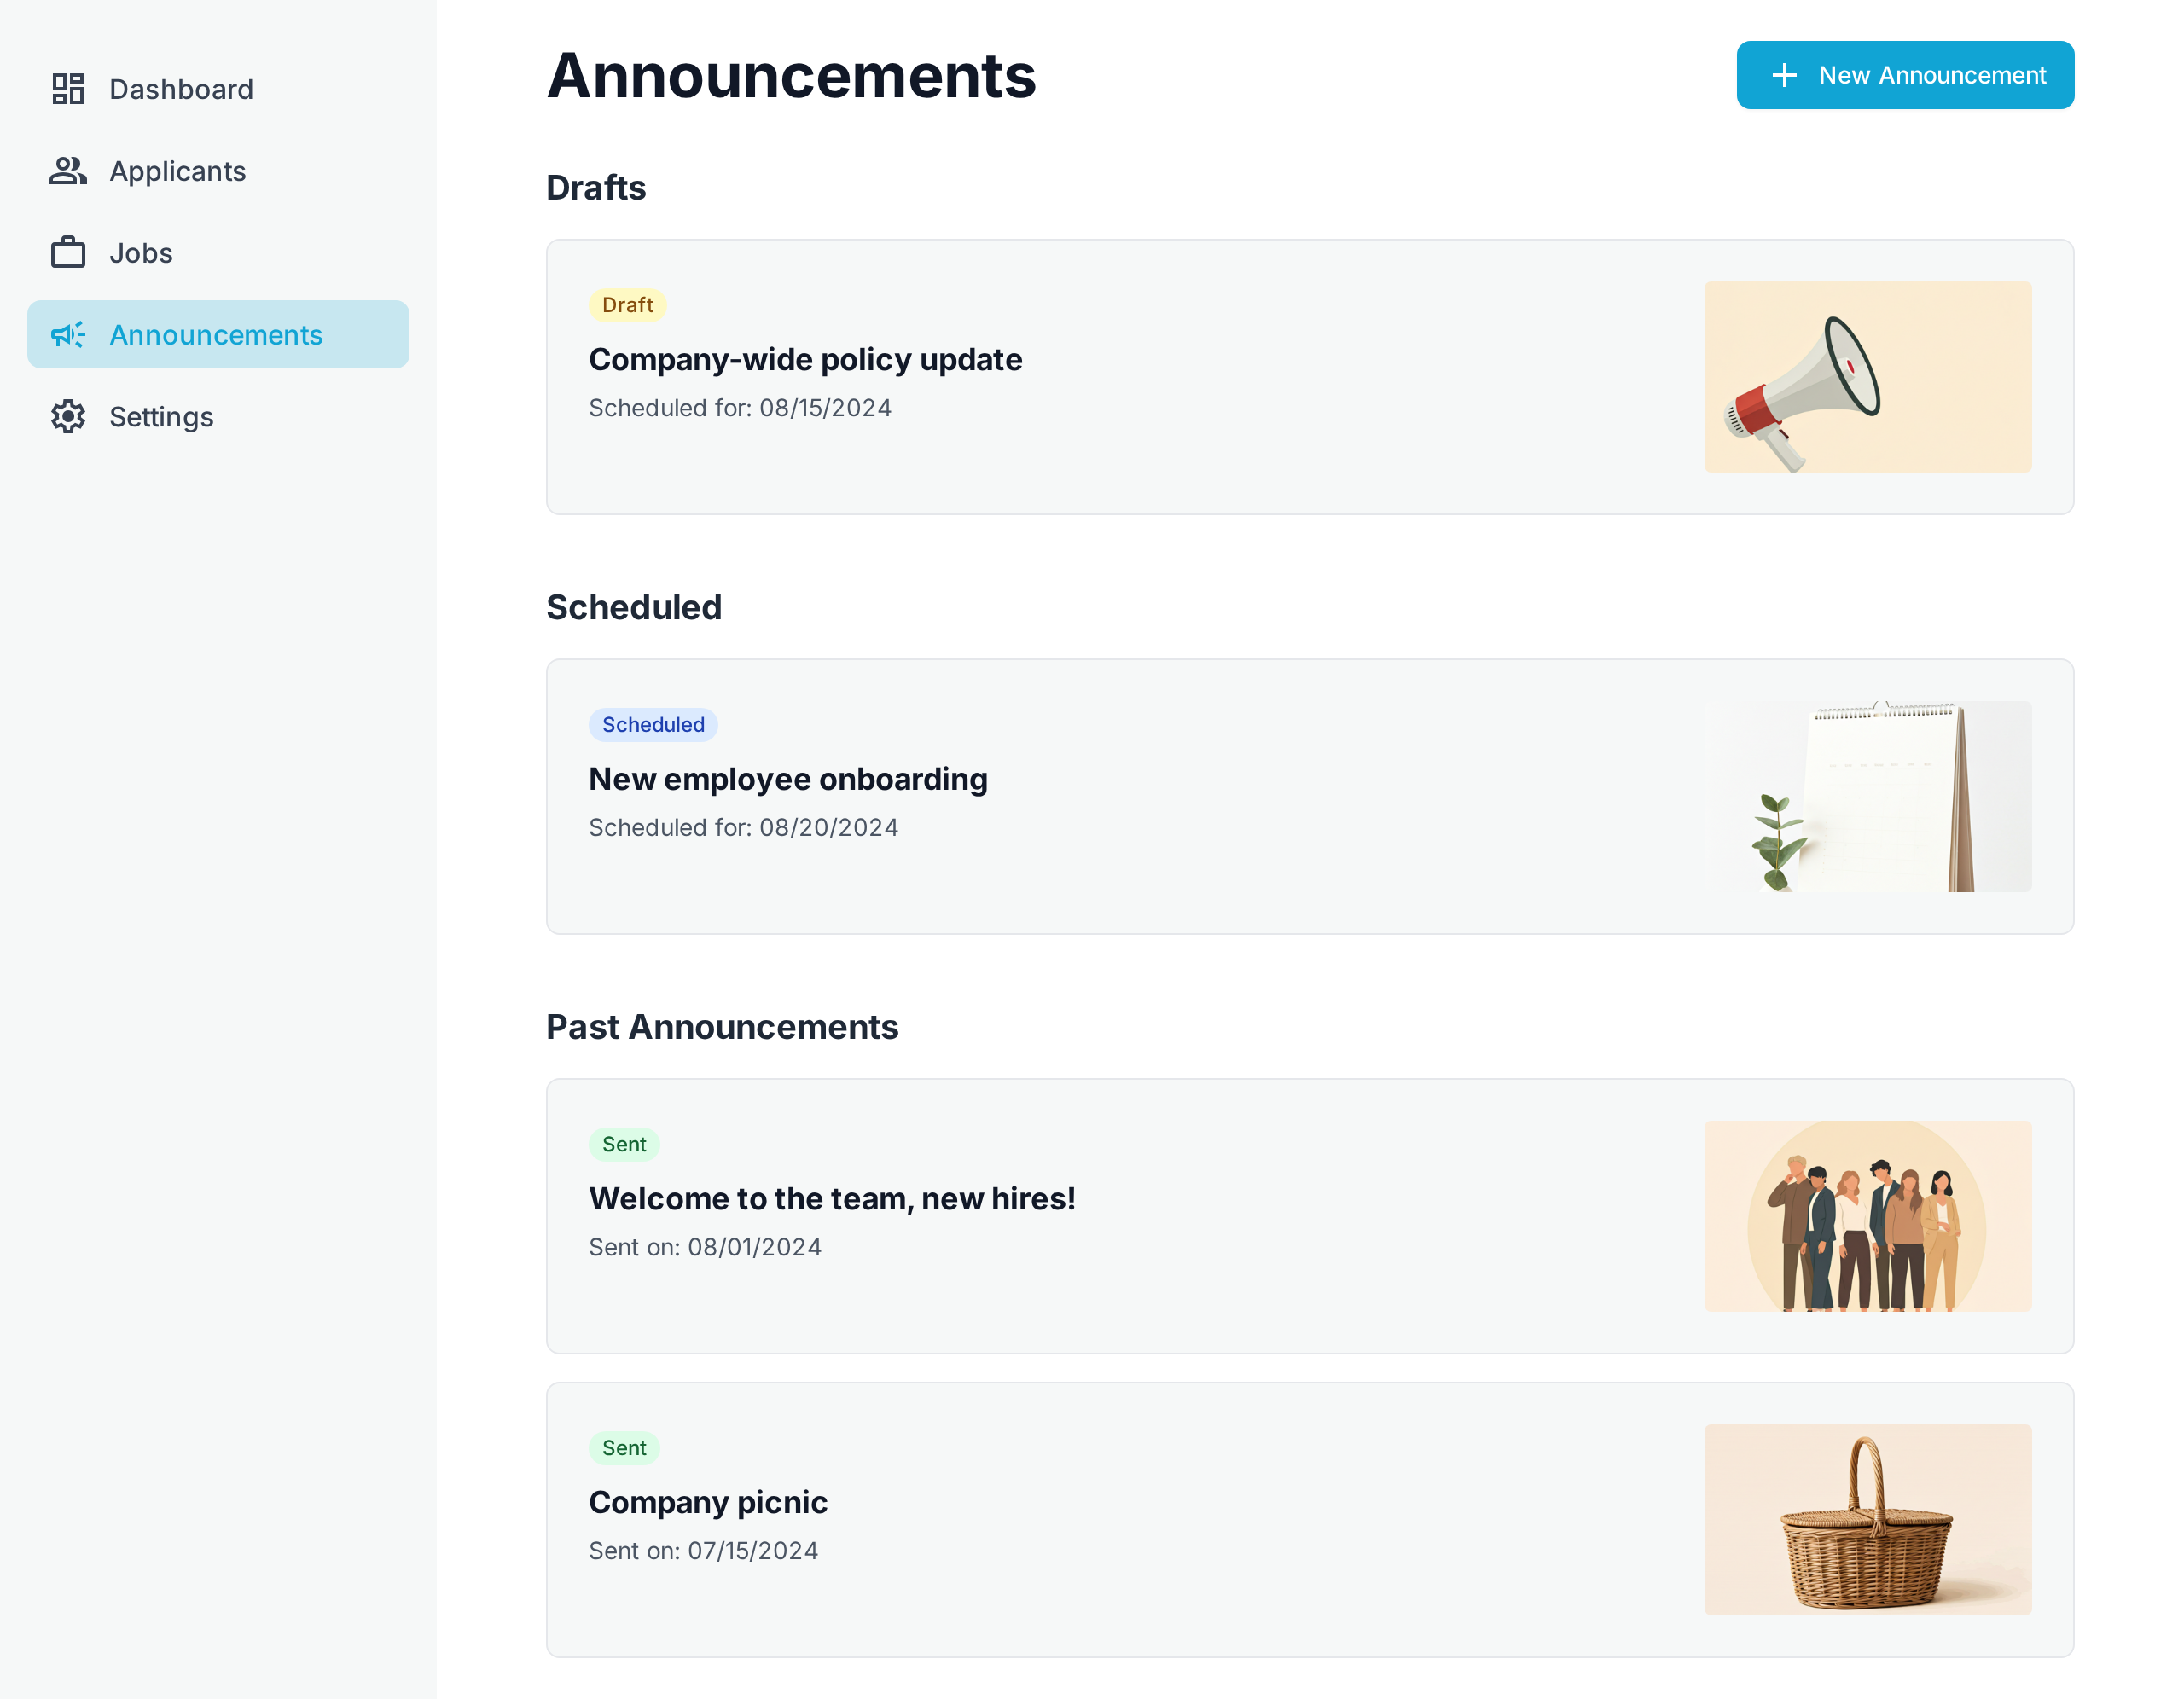 Dashboard
Applicants
Jobs
Announcements
Settings
Announcements
New Announcement
Drafts
Draft
Company-wide policy update
Scheduled for: 08/15/2024
Scheduled
Scheduled
New employee onboarding
Scheduled for: 08/20/2024
Past Announcements
Sent
Welcome to the team, new hires!
Sent on: 08/01/2024
Sent
Company picnic
Sent on: 07/15/2024